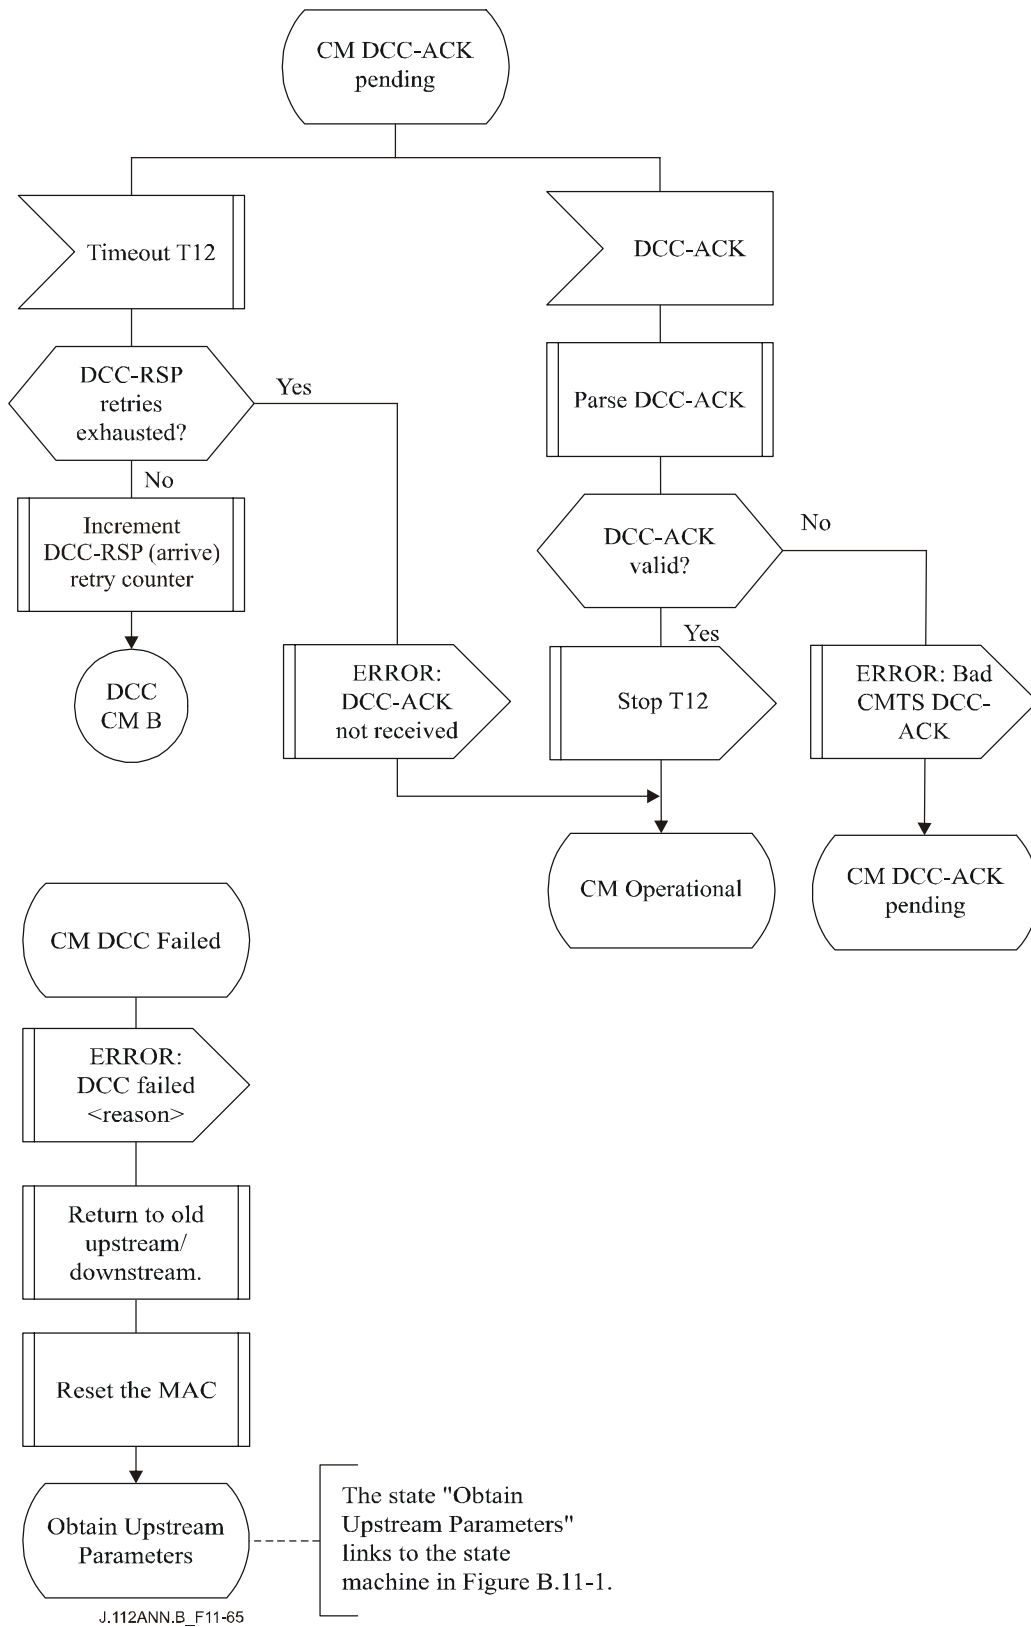 CM DCC-ACK
pending
Timeout T12
DCC-ACK
DCC-RSP
retries
exhausted?
Yes
No
Parse DCC-ACK
Increment
DCC-RSP (arrive)
retry counter
DCC-ACK
valid?
No
Yes
DCC
CM B
ERROR:
DCC-ACK
not received
Stop T12
ERROR: Bad
CMTS DCC-
ACK
CM Operational
CM DCC-ACK
pending
CM DCC Failed
ERROR:
DCC failed
<reason>
Return to old
upstream/
downstream.
Reset the MAC
Obtain Upstream
Parameters
The state "Obtain
Upstream Parameters"
links to the state
machine in Figure B.11-1.
J.112ANN.B_F11-65